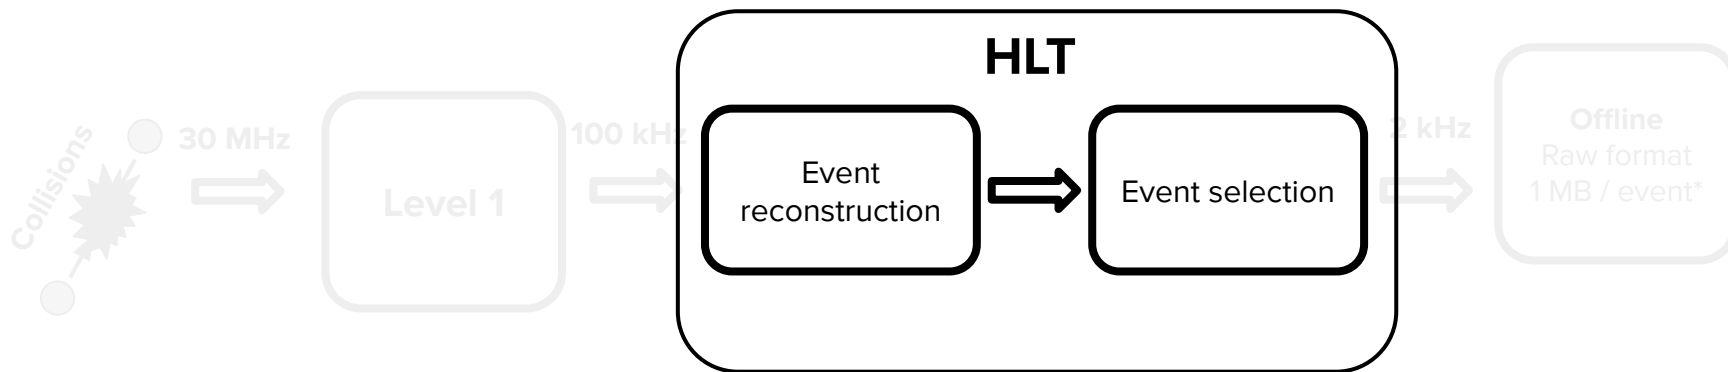 HLT
Collisions
30 MHz
Level 1
100 kHz
Event
reconstruction
Event selection
2 kHz
Offline
Raw format
1 MB / event*